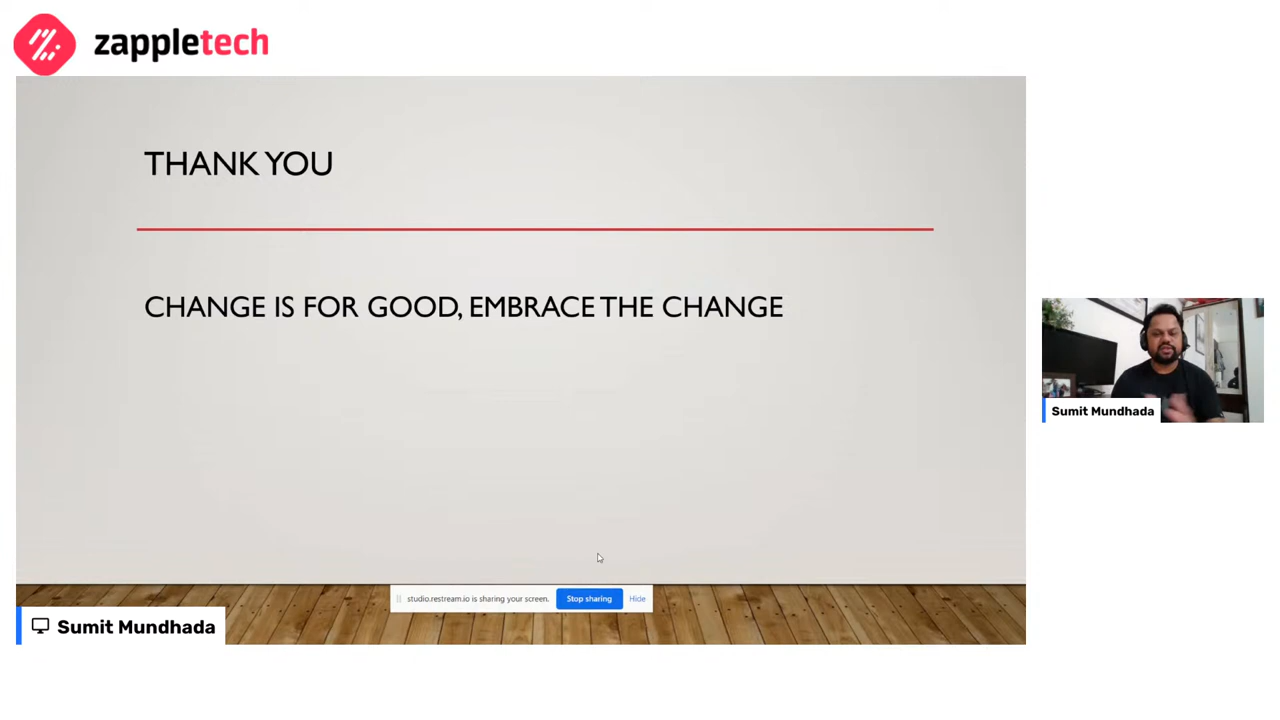 zappletech
THANK YOU
CHANGE IS FOR GOOD, EMBRACE THE CHANGE
Sumit Mundhada
studio.restream.io is sharing your screen. Stop sharing Hide
Sumit Mundhada